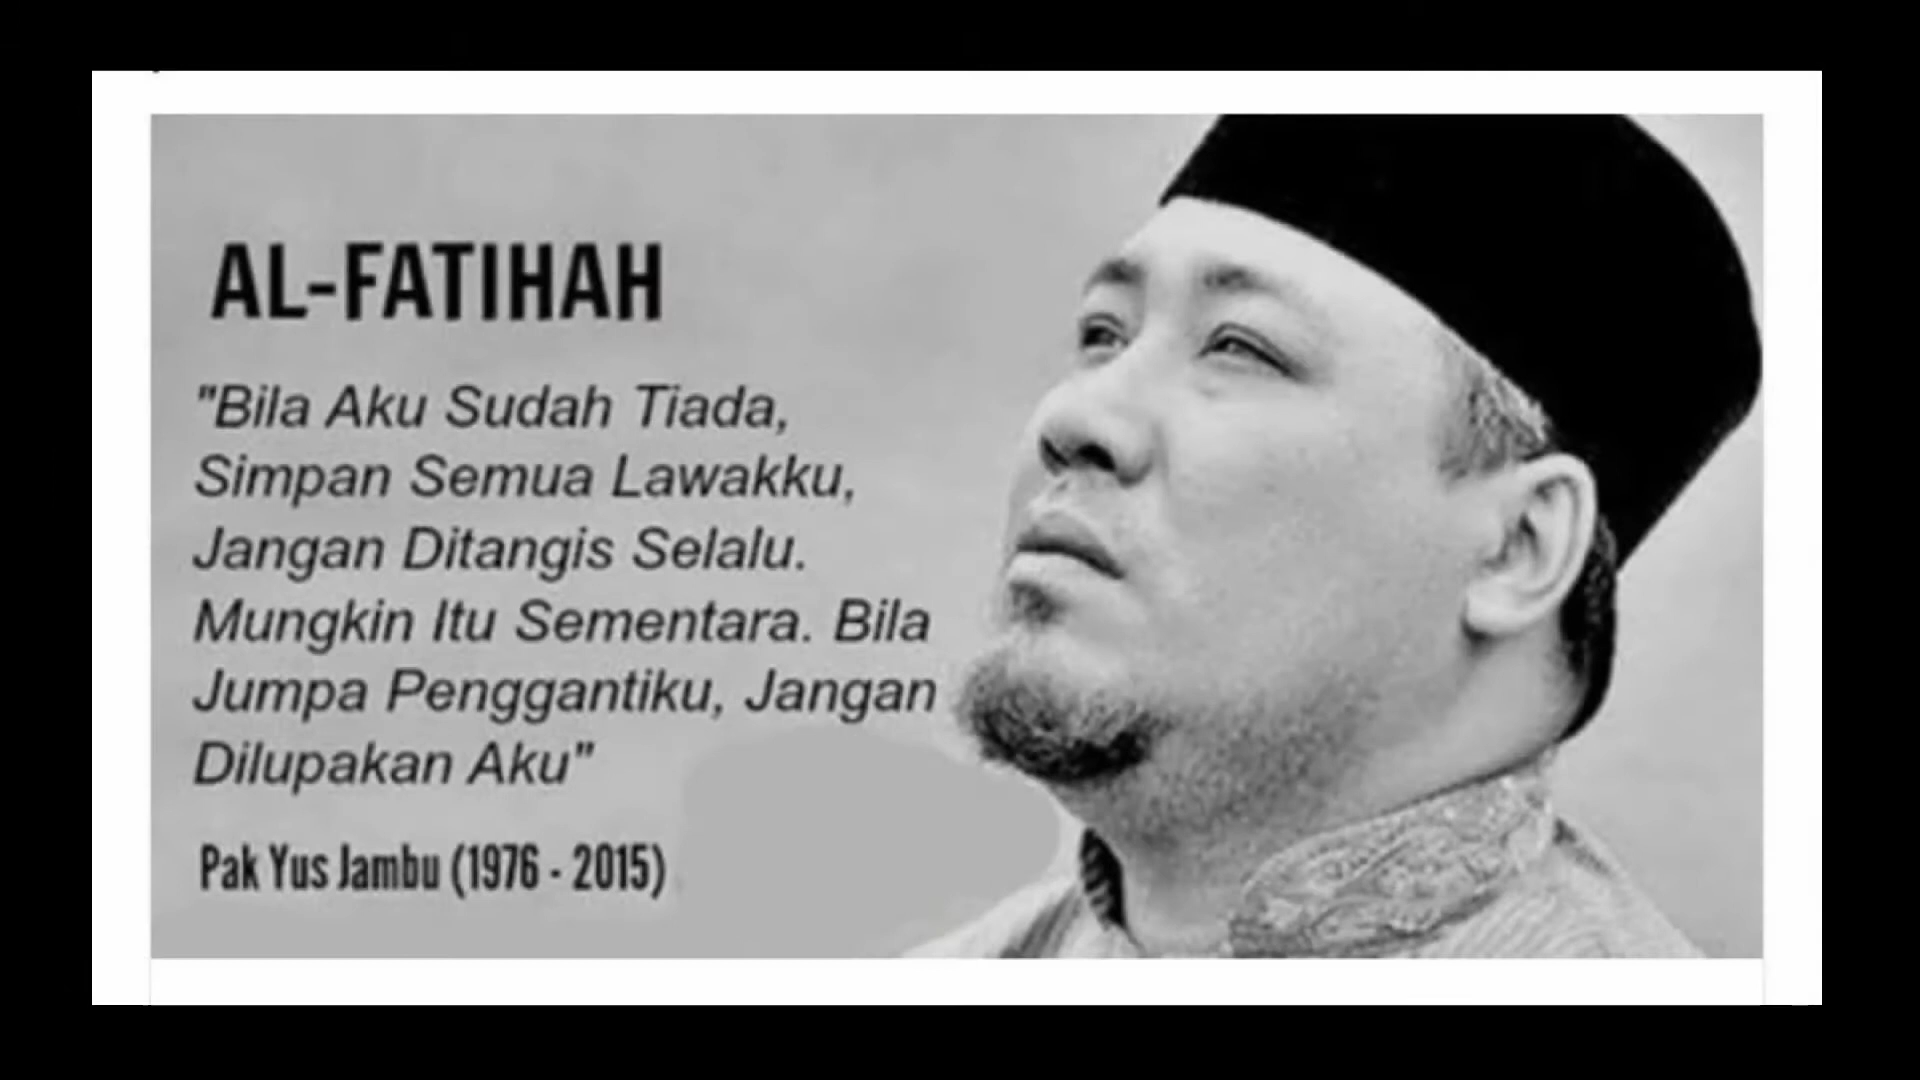 AL-FATIHAH
"Bila Aku Sudah Tiada,
Simpan Semua Lawakku,
Jangan Ditangis Selalu.
Mungkin Itu Sementara. Bila
Jumpa Penggantiku, Jangan
Dilupakan Aku"
Pak Yus Jambu (1976 - 2015)